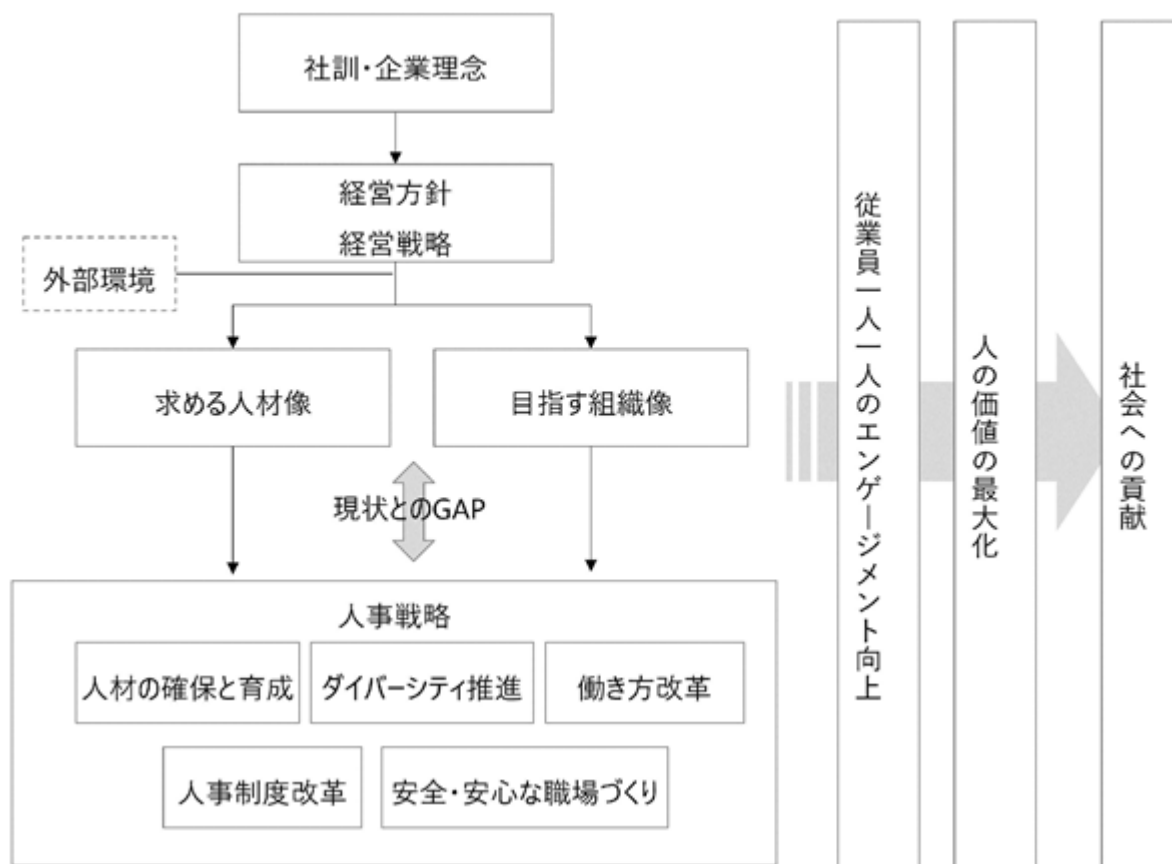 社訓・企業理念
経営方針
経営戦略
外部環境
求める人材像
目指す組織像
現状とのGAP
人事戦略
人材の確保と育成
ダイバーシティ推進
働き方改革
人事制度改革
安全・安心な職場づくり
従業員一人一人のエンゲージメント向上
人の価値の最大化
社会への貢献